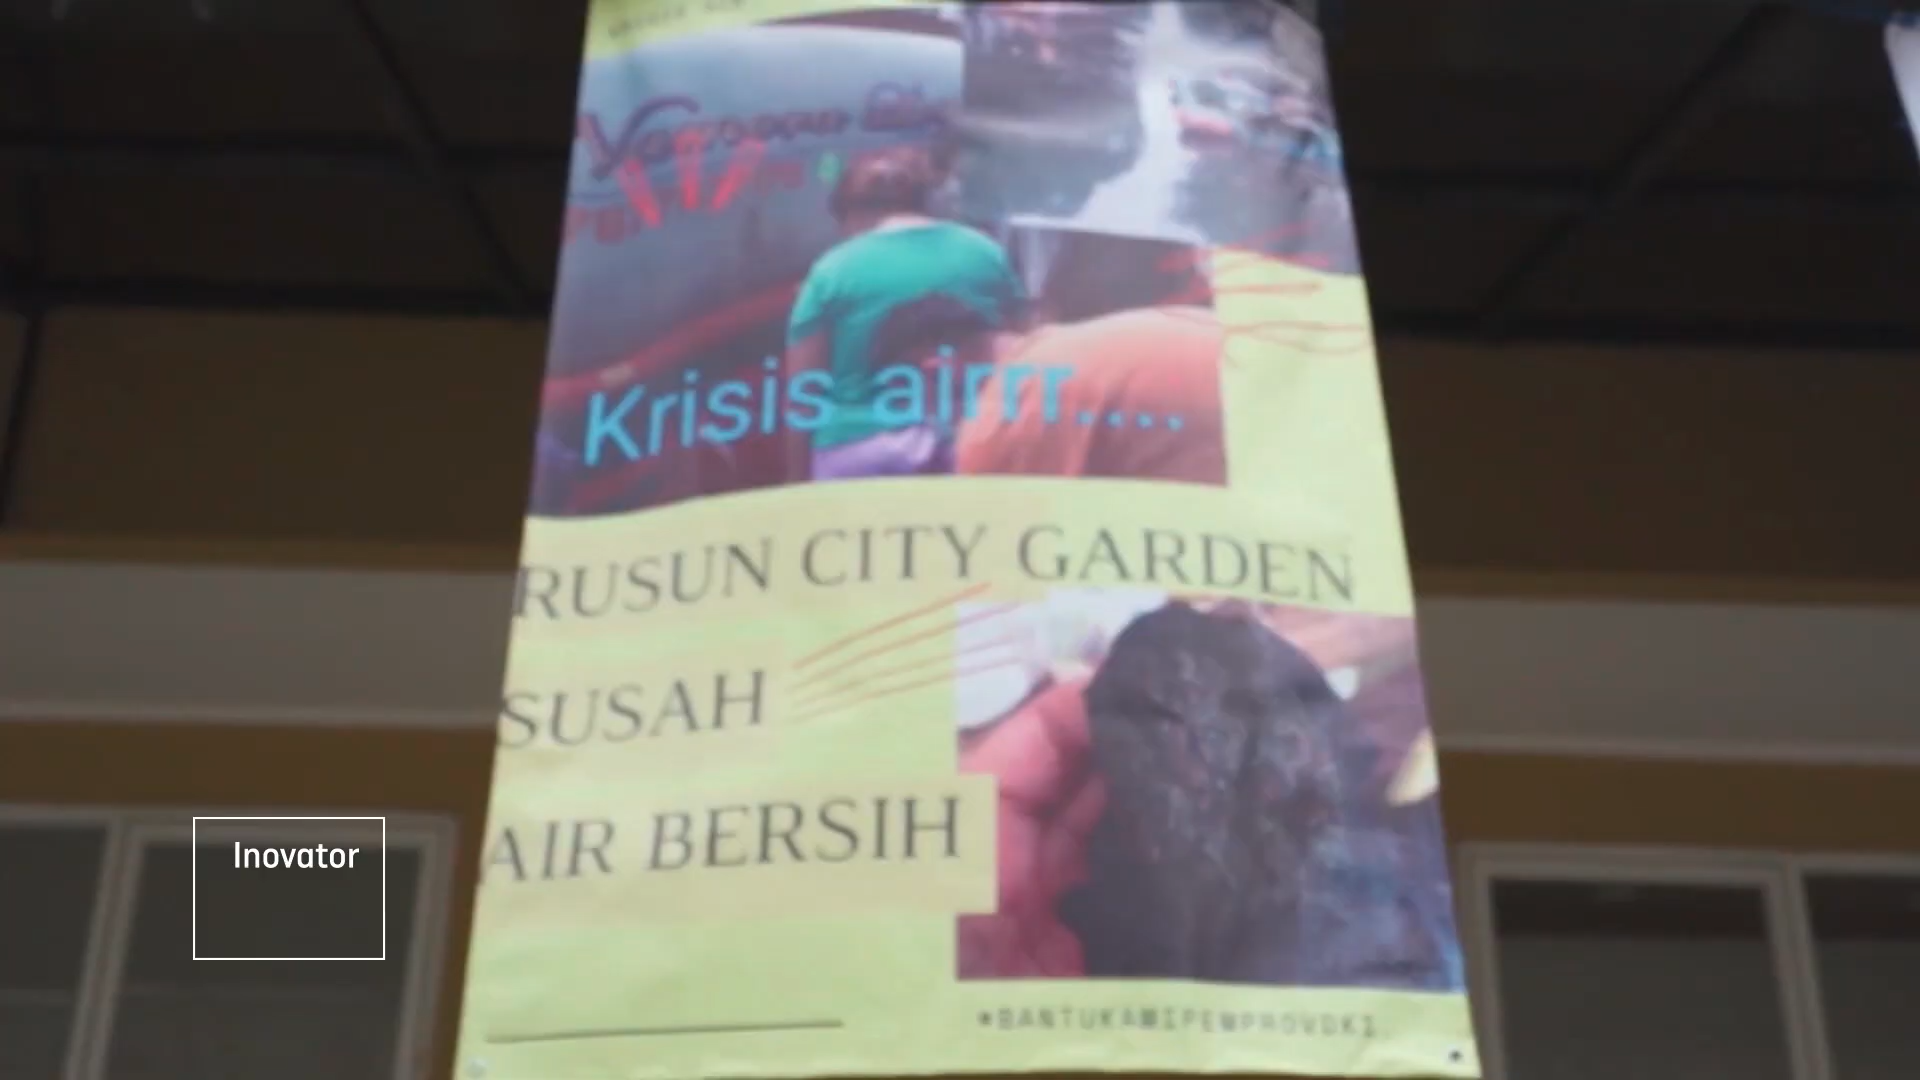 Krisis airrr....
RUSUN CITY GARDEN
SUSAH
AIR BERSIH
Inovator
#BANTUKAMIPEMPROVDKI